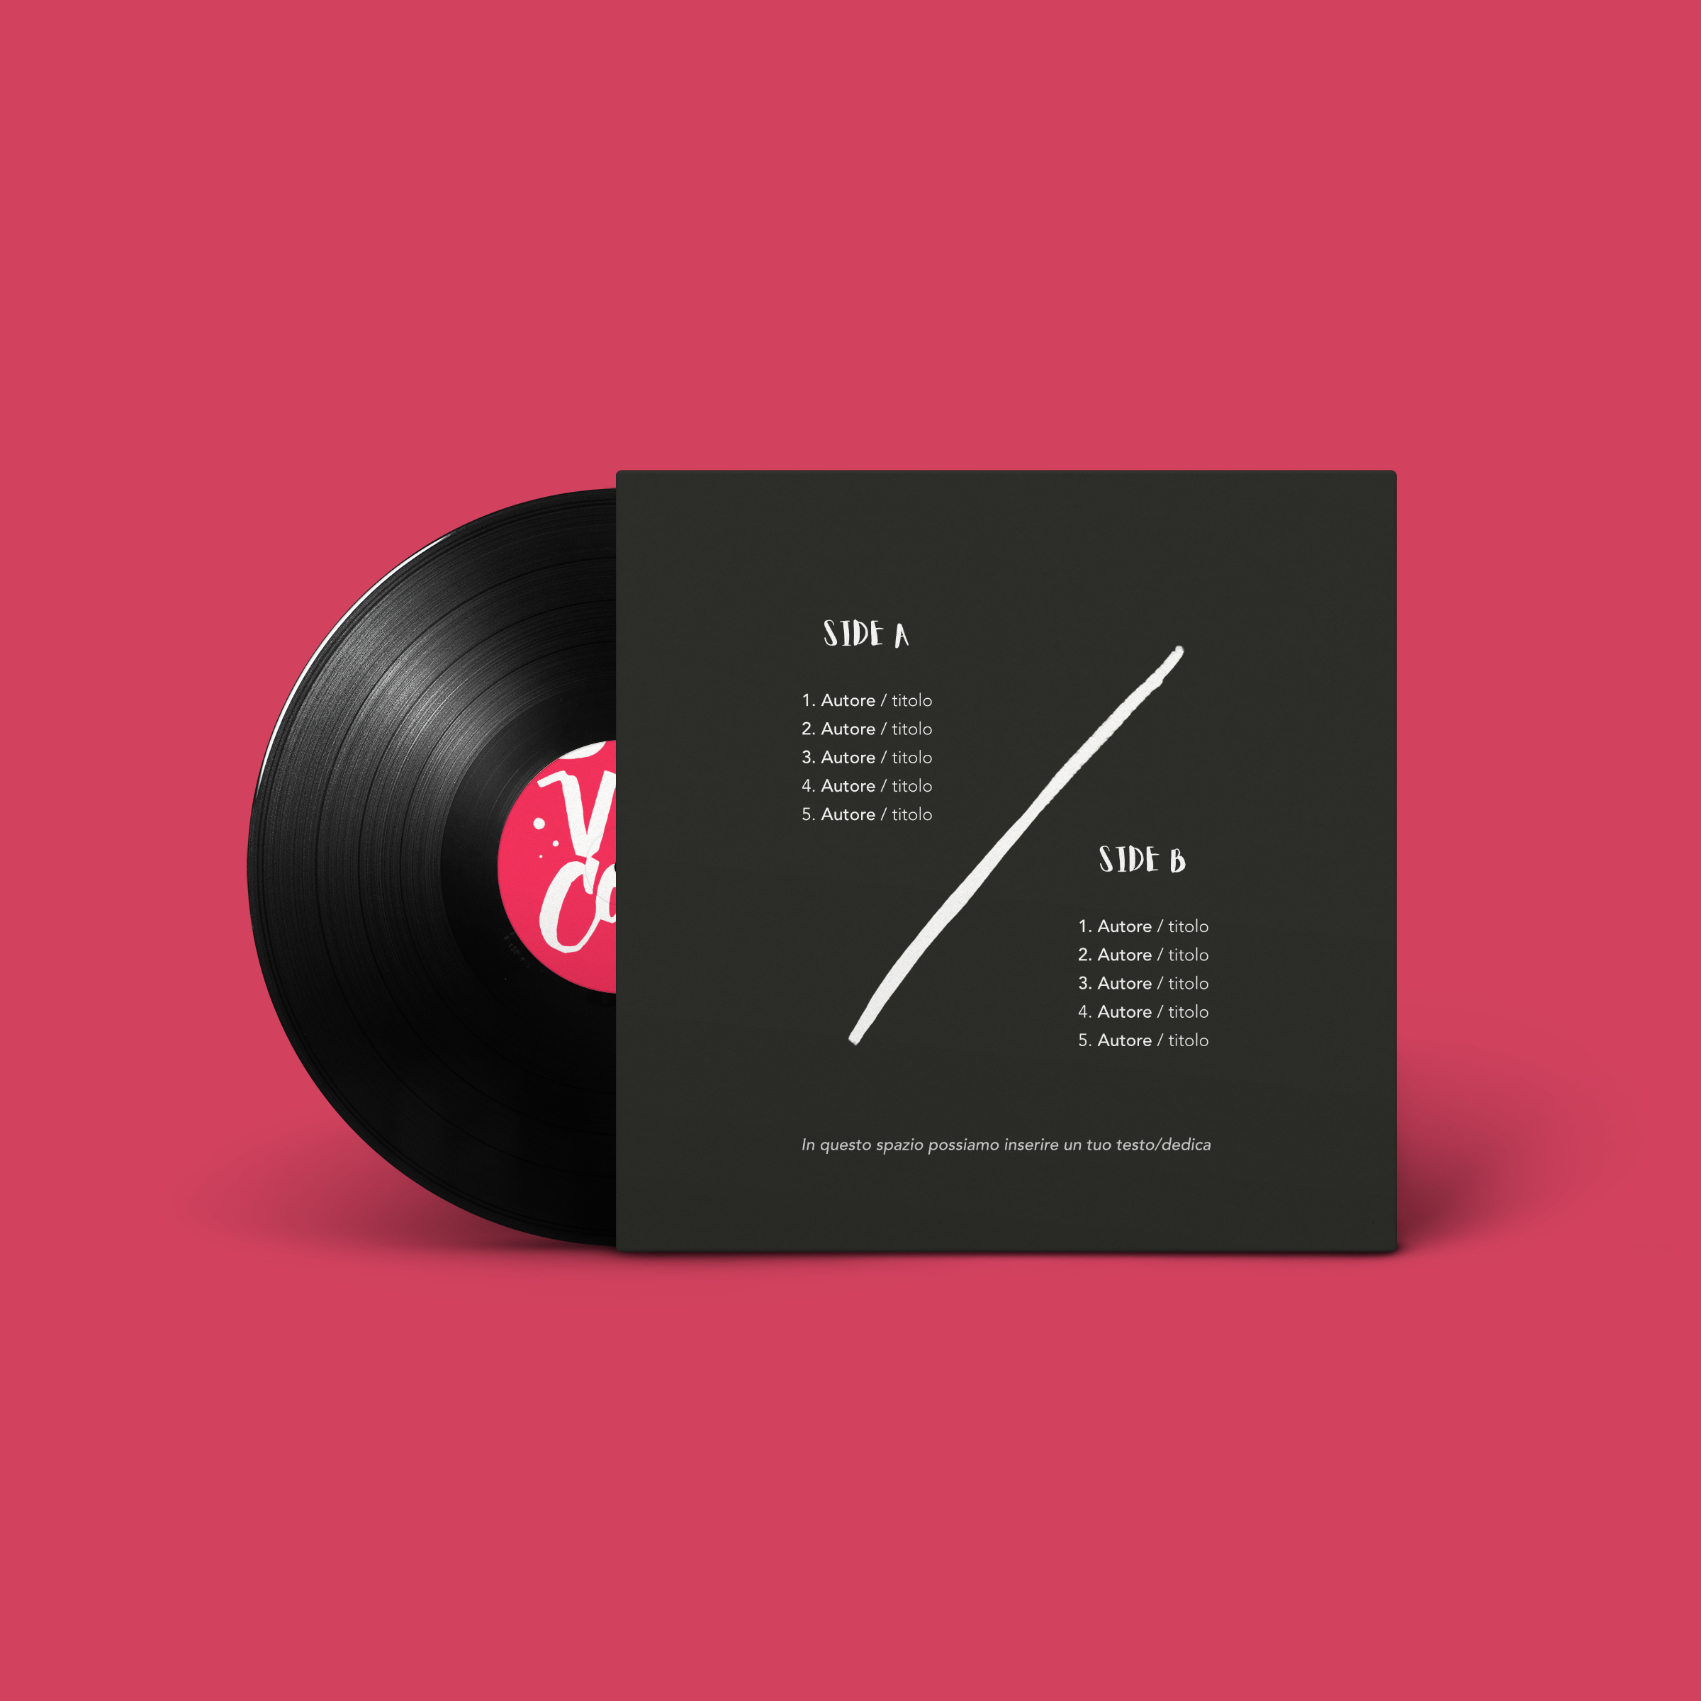 SIDE A
1. Autore / titolo
2. Autore / titolo
3. Autore / titolo
4. Autore / titolo
5. Autore / titolo
SIDE B
1. Autore / titolo
2. Autore / titolo
3. Autore / titolo
4. Autore / titolo
5. Autore / titolo
In questo spazio possiamo inserire un tuo testo/dedica